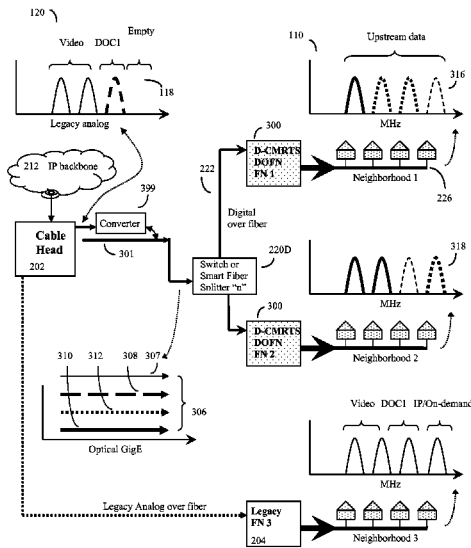 120
Empty
Video DOC1
118
Legacy analog
110
Upstream data
316
MHz
212 IP backbone
399
Converter
Cable
Head
202
301
222
300
D-CMRTS
DOFN
FN 1
Neighborhood 1
226
Digital
over fiber
220D
Switch or
Smart Fiber
Splitter "n"
318
MHz
300
D-CMRTS
DOFN
FN 2
Neighborhood 2
310 312 308 307
306
Optical GigE
Video DOC1 IP/On-demand
MHz
Legacy Analog over fiber
Legacy
FN 3
204
Neighborhood 3